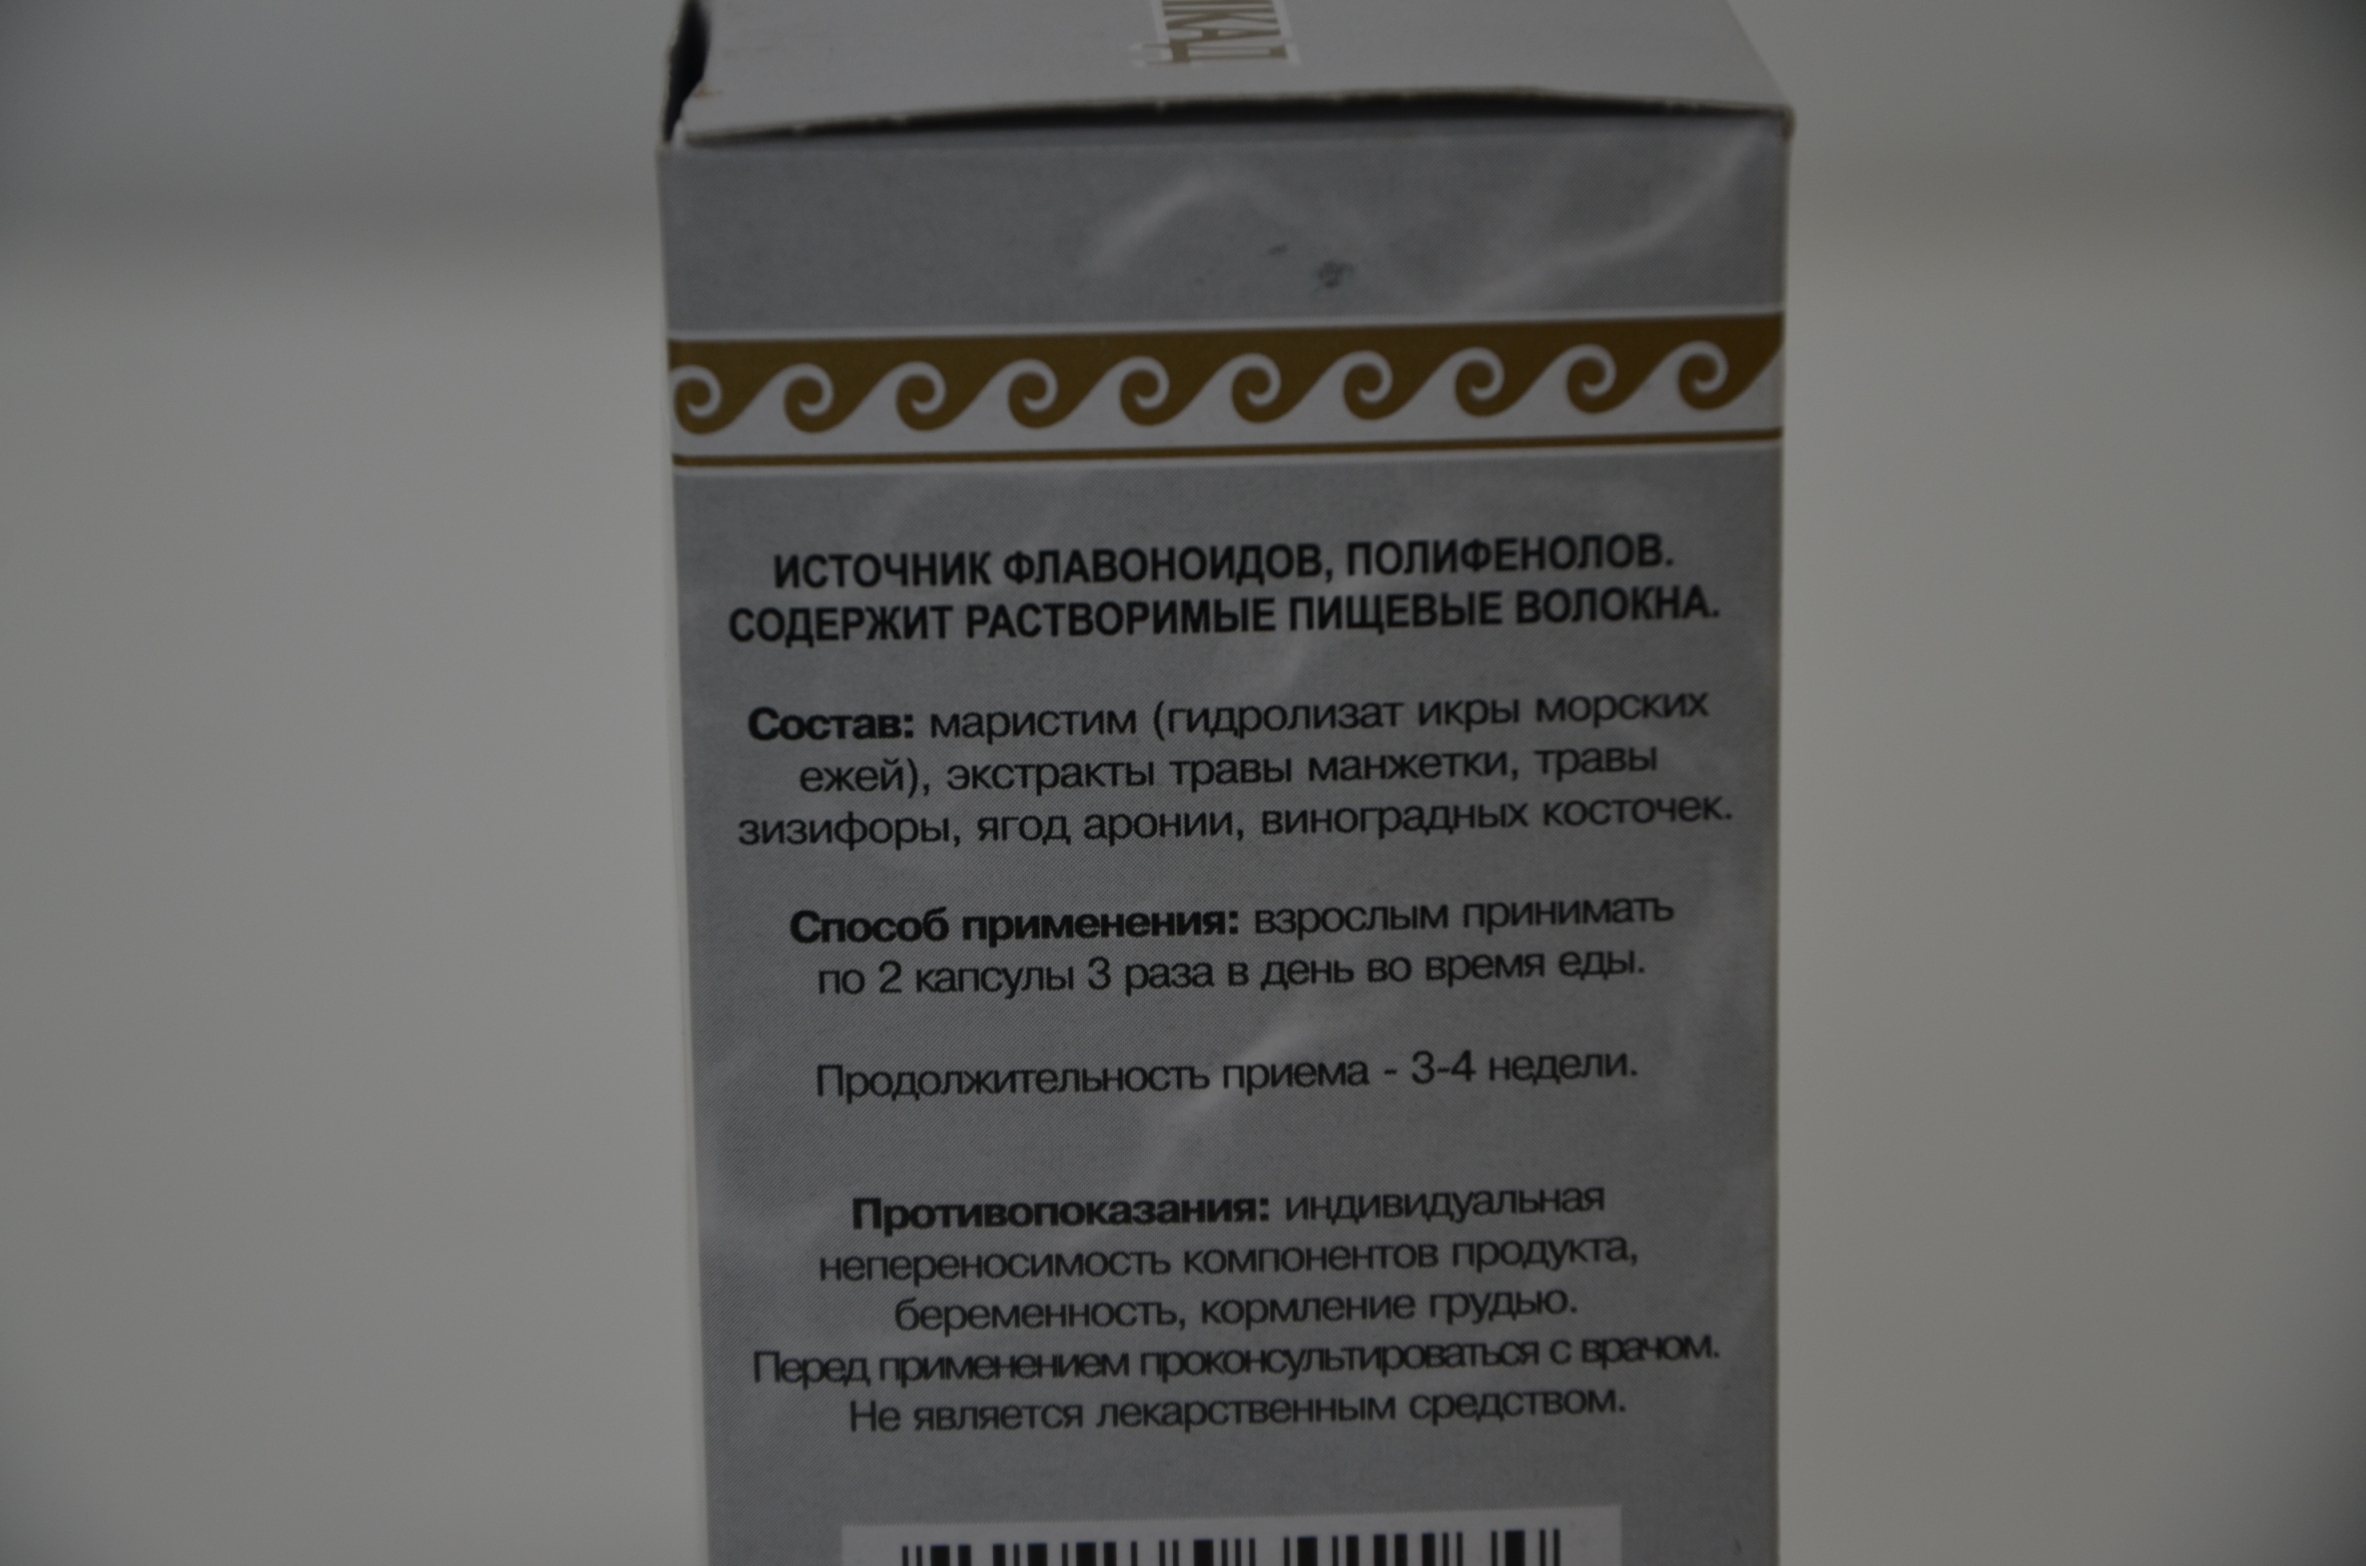 ИСТОЧНИК ФЛАВОНОИДОВ, ПОЛИФЕНОЛОВ.
СОДЕРЖИТ РАСТВОРИМЫЕ ПИЩЕВЫЕ ВОЛОКНА.
Состав: маристим (гидролизат икры морских
ежей), экстракты травы манжетки, травы
зизифоры, ягод аронии, виноградных косточек.
Способ применения: взрослым принимать
по 2 капсулы 3 раза в день во время еды.
Продолжительность приема - 3-4 недели.
Противопоказания: индивидуальная
непереносимость компонентов продукта,
беременность, кормление грудью.
Перед применением проконсультироваться с врачом.
Не является лекарственным средством.